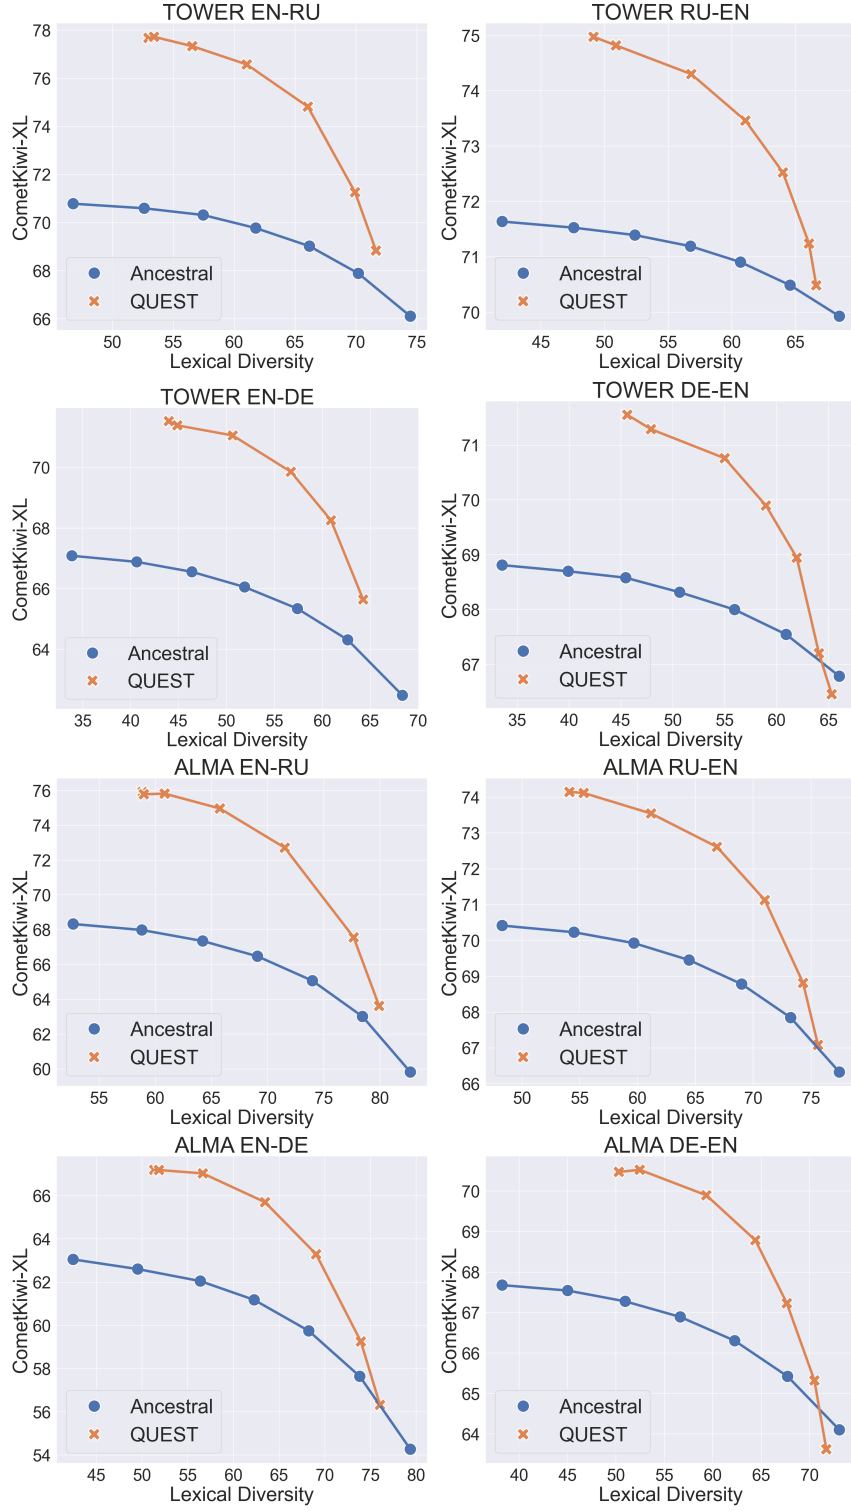 TOWER EN-RU
CometKiwi-XL
78
76
74
72
70
68
66
Ancestral
QUEST
50 55 60 65 70 75
Lexical Diversity
TOWER RU-EN
CometKiwi-XL
75
74
73
72
71
70
Ancestral
QUEST
45 50 55 60 65
Lexical Diversity
TOWER EN-DE
CometKiwi-XL
70
68
66
64
Ancestral
QUEST
35 40 45 50 55 60 65 70
Lexical Diversity
TOWER DE-EN
CometKiwi-XL
71
70
69
68
67
Ancestral
QUEST
35 40 45 50 55 60 65
Lexical Diversity
ALMA EN-RU
CometKiwi-XL
76
74
72
70
68
66
64
62
60
Ancestral
QUEST
55 60 65 70 75 80
Lexical Diversity
ALMA RU-EN
CometKiwi-XL
74
73
72
71
70
69
68
67
66
Ancestral
QUEST
50 55 60 65 70 75
Lexical Diversity
ALMA EN-DE
CometKiwi-XL
66
64
62
60
58
56
54
Ancestral
QUEST
45 50 55 60 65 70 75 80
Lexical Diversity
ALMA DE-EN
CometKiwi-XL
70
69
68
67
66
65
64
Ancestral
QUEST
40 45 50 55 60 65 70
Lexical Diversity